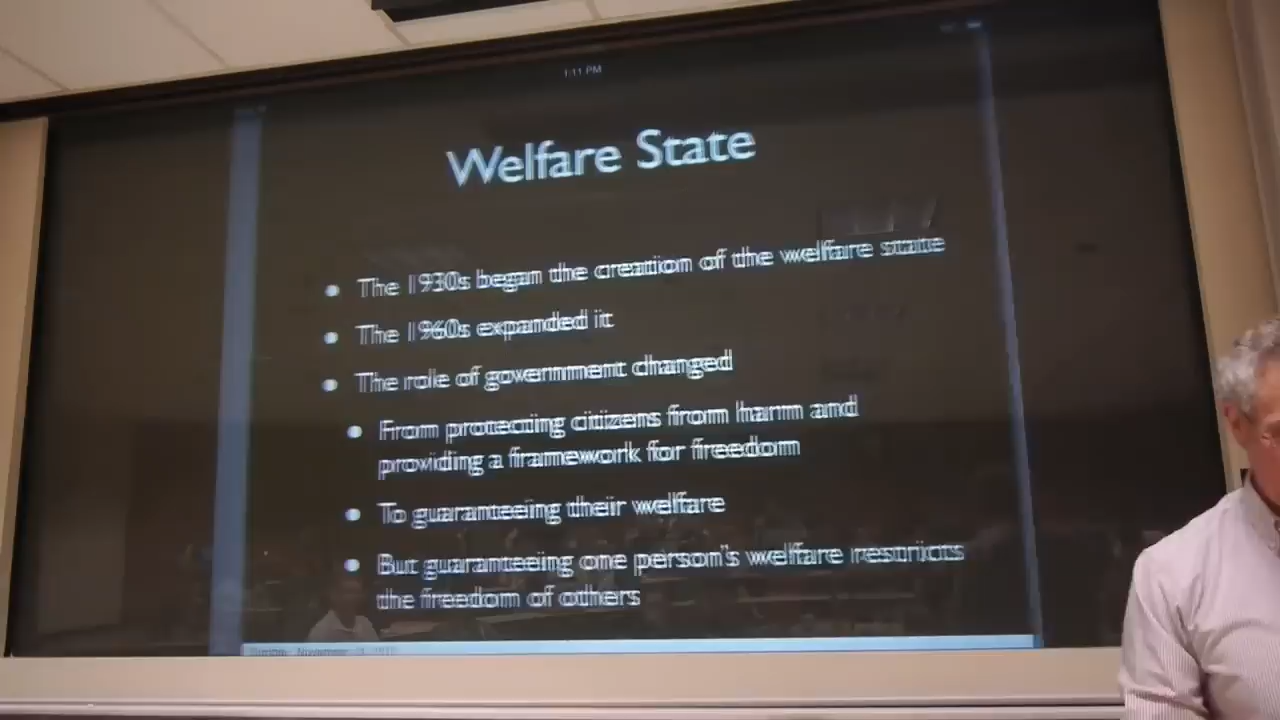 1:11 PM
Welfare State
• The 1930s began the creation of the welfare state
• The 1960s expanded it
• The role of government changed
• From protecting citizens from harm and
providing a framework for freedom
• To guaranteeing their welfare
• But guaranteeing one person's welfare restricts
the freedom of others
November